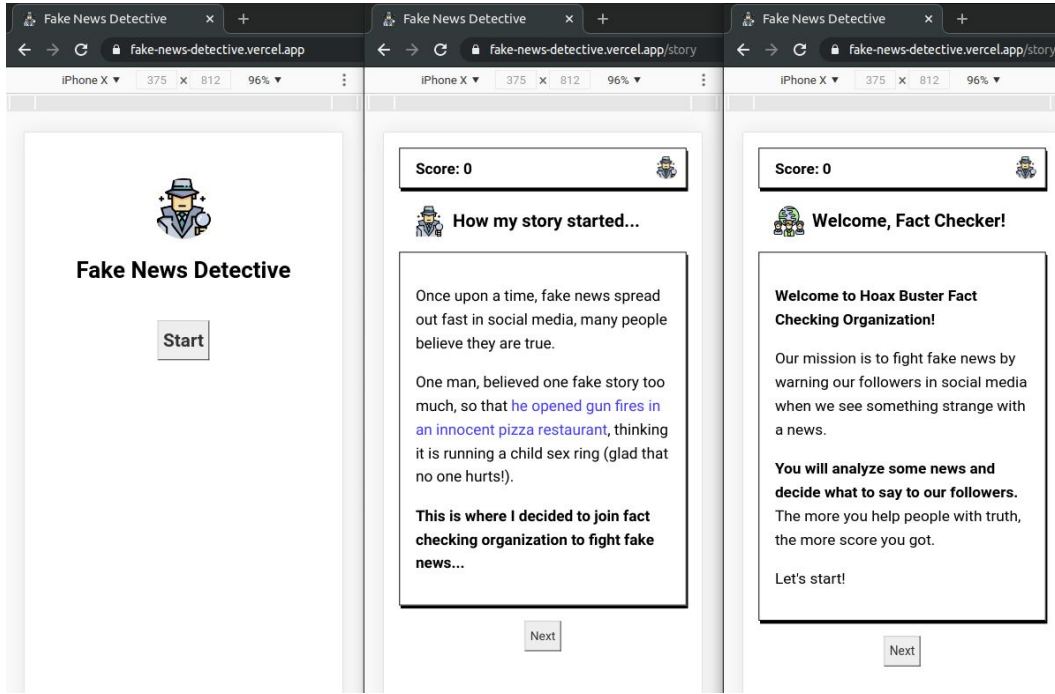 Fake News Detective
fake-news-detective.vercel.app
iPhone X ▼ 375 × 812 96% ▼
Fake News Detective
Start
Fake News Detective
fake-news-detective.vercel.app/story
iPhone X ▼ 375 × 812 96% ▼
Score: 0
How my story started...
Once upon a time, fake news spread
out fast in social media, many people
believe they are true.
One man, believed one fake story too
much, so that he opened gun fires in
an innocent pizza restaurant, thinking
it is running a child sex ring (glad that
no one hurts!).
This is where I decided to join fact
checking organization to fight fake
news...
Next
Fake News Detective
fake-news-detective.vercel.app/story
iPhone X ▼ 375 × 812 96% ▼
Score: 0
Welcome, Fact Checker!
Welcome to Hoax Buster Fact
Checking Organization!
Our mission is to fight fake news by
warning our followers in social media
when we see something strange with
a news.
You will analyze some news and
decide what to say to our followers.
The more you help people with truth,
the more score you got.
Let's start!
Next